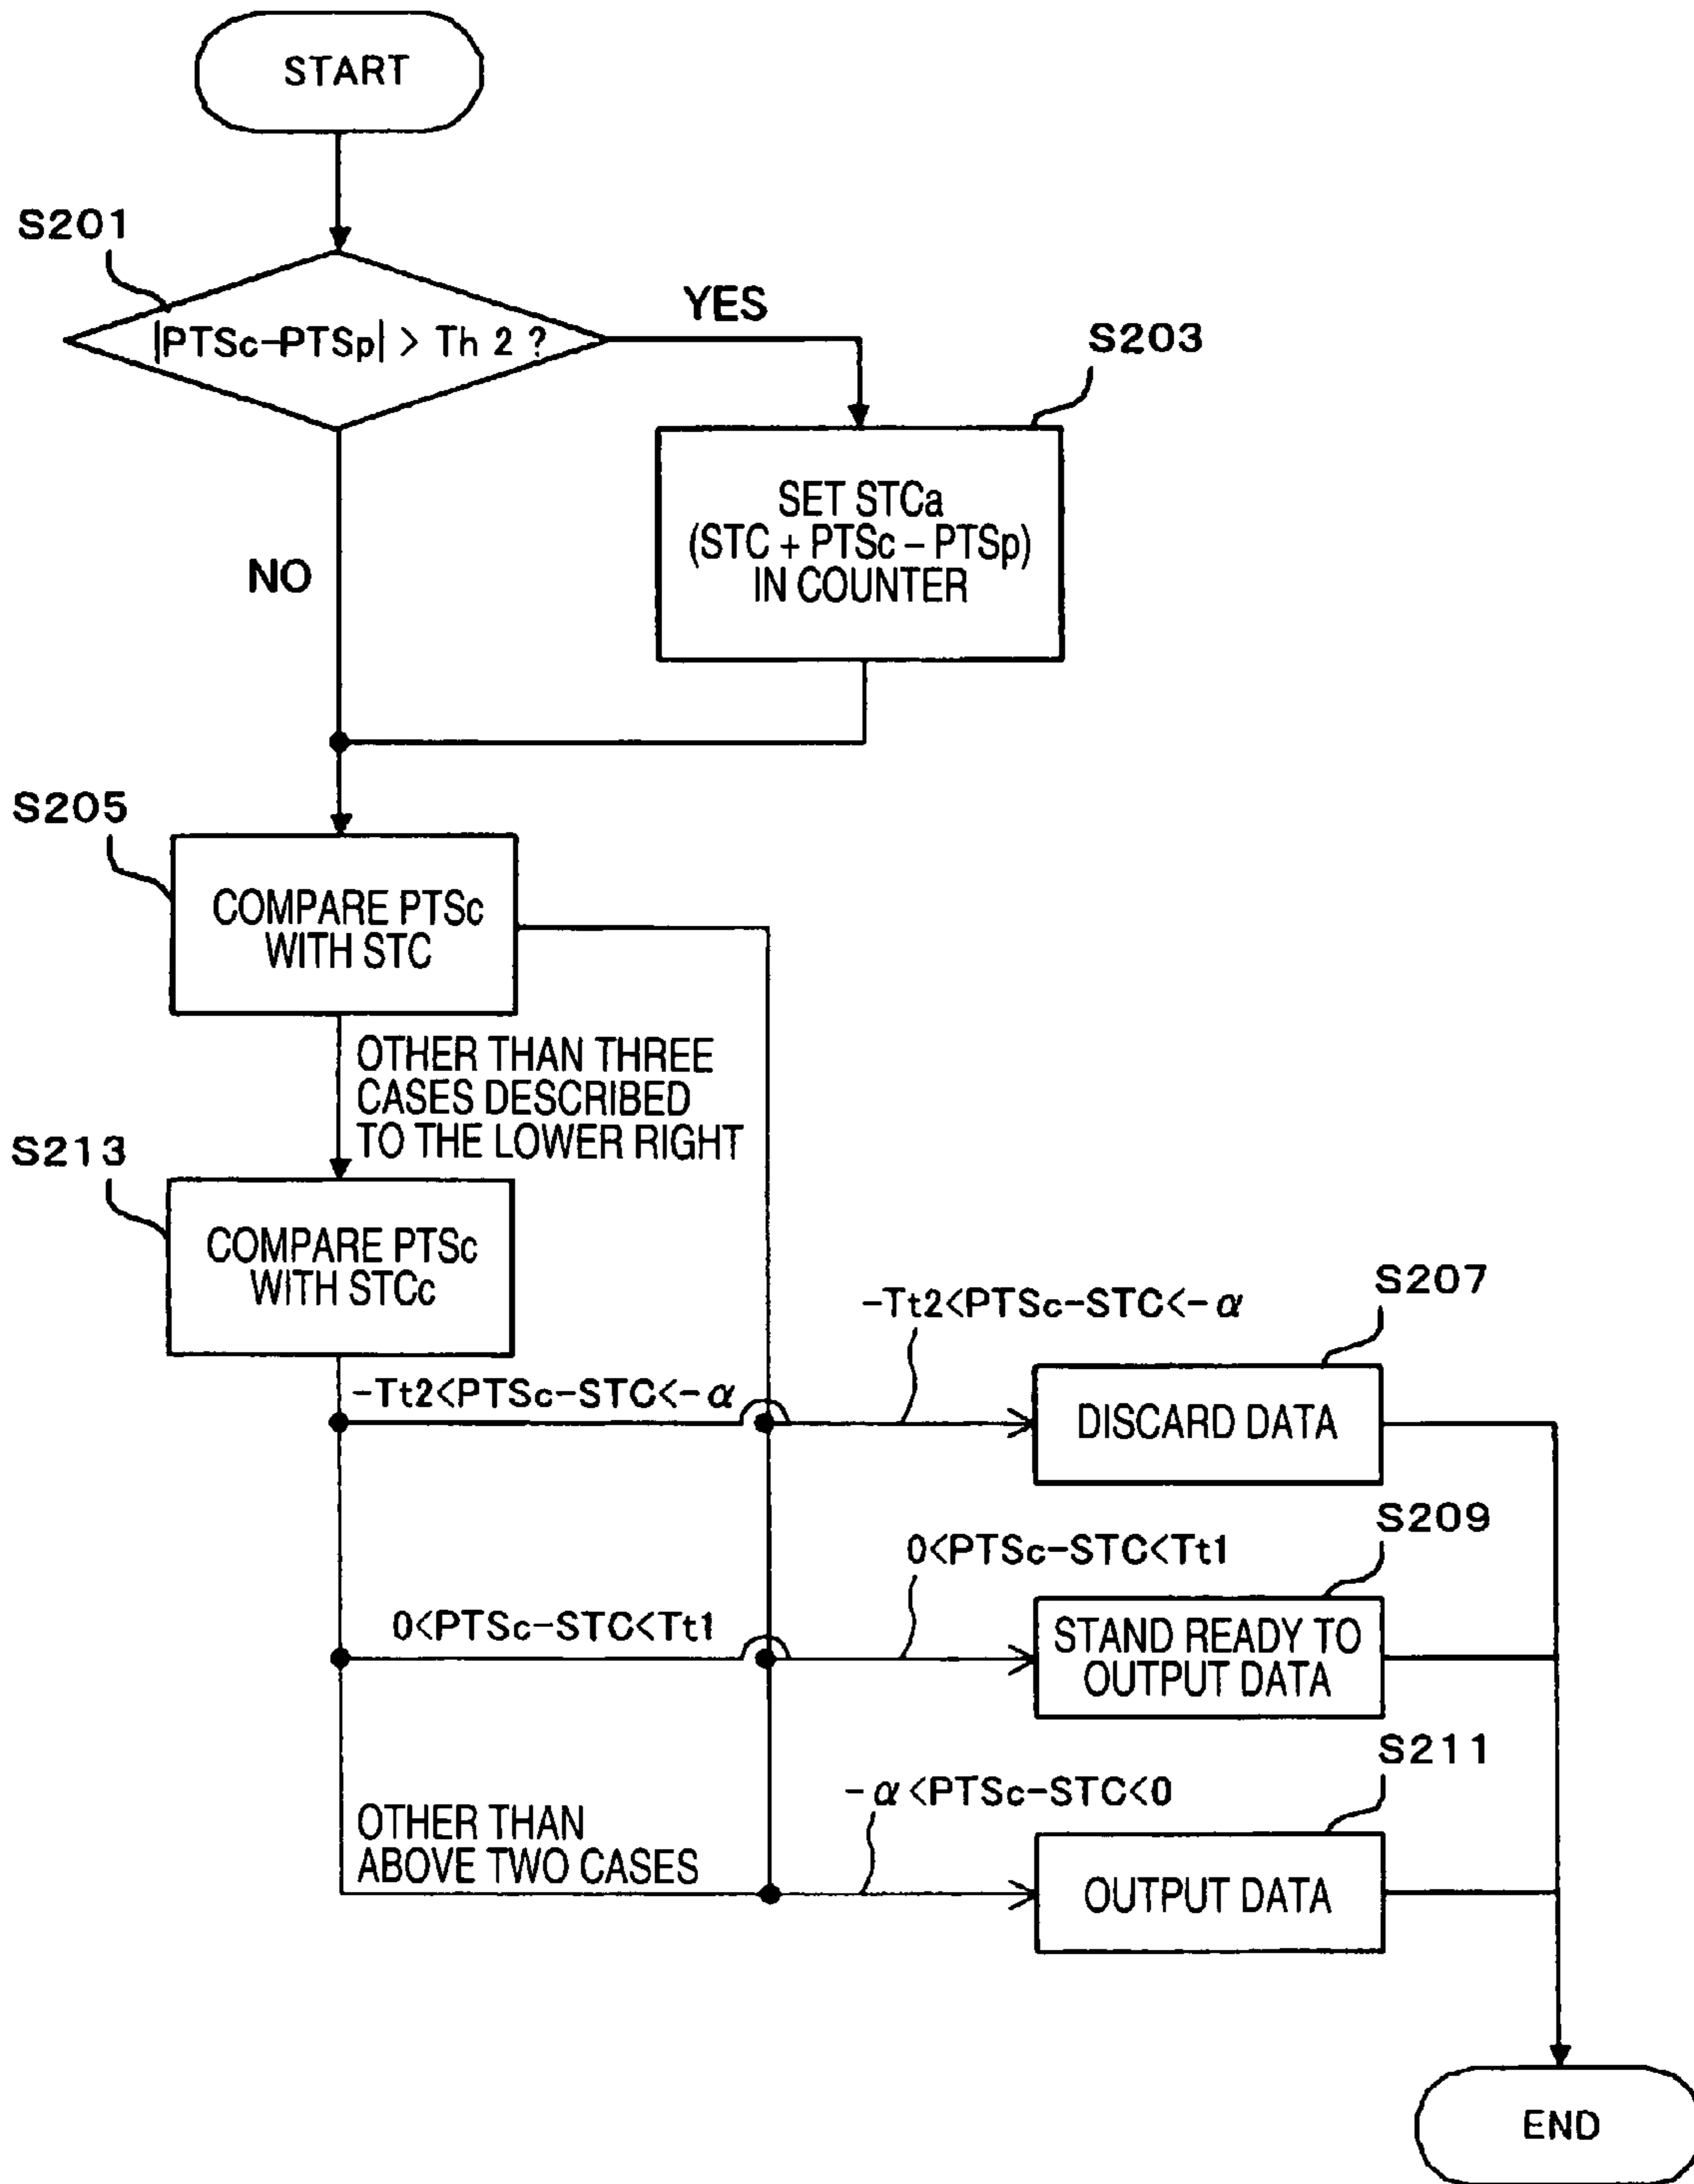 START
S201
|PTSc-PTSp| > Th 2 ?
YES
S203
SET STCa
(STC + PTSc - PTSp)
IN COUNTER
NO
S205
COMPARE PTSc
WITH STC
OTHER THAN THREE
CASES DESCRIBED
TO THE LOWER RIGHT
S213
COMPARE PTSc
WITH STCc
-Tt2<PTSc-STC<-α
-Tt2<PTSc-STC<-α
S207
DISCARD DATA
0<PTSc-STC<Tt1
0<PTSc-STC<Tt1
S209
STAND READY TO
OUTPUT DATA
OTHER THAN
ABOVE TWO CASES
-α<PTSc-STC<0
S211
OUTPUT DATA
END